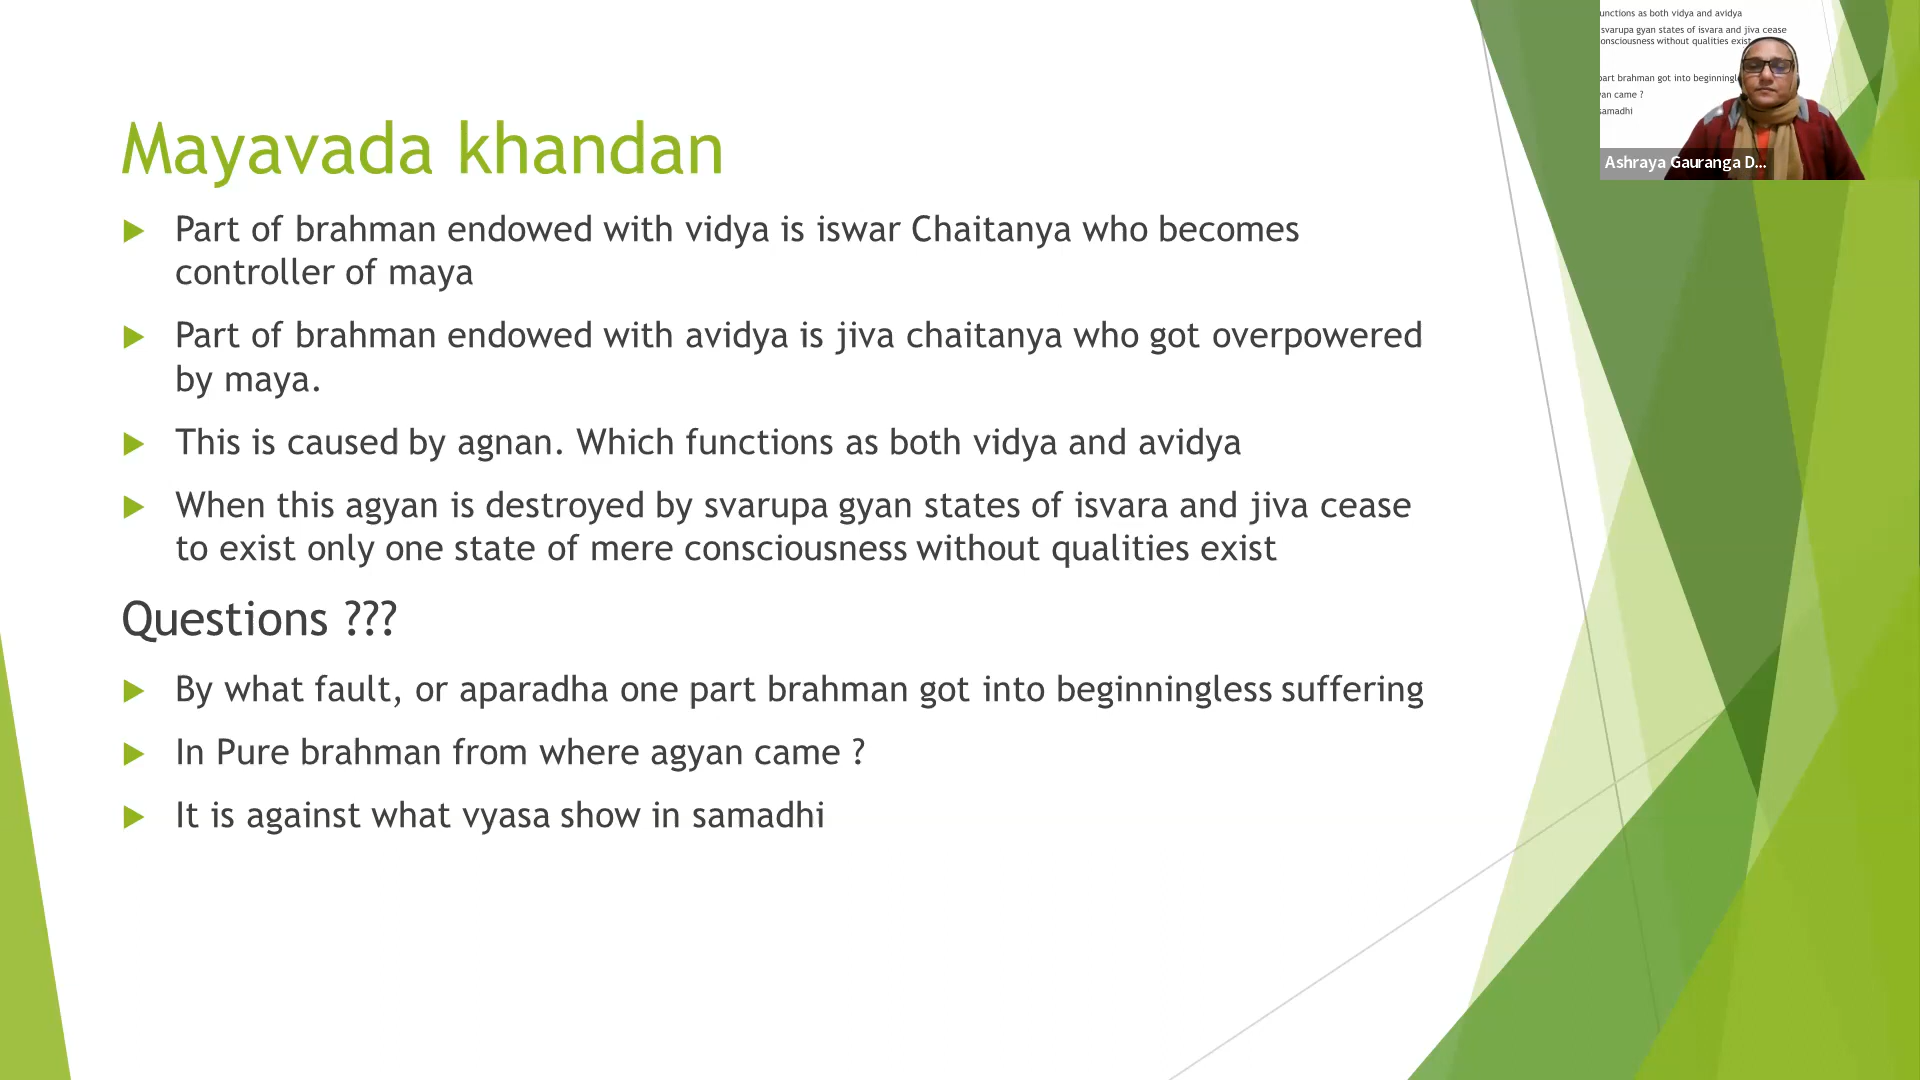 Mayavada khandan
Part of brahman endowed with vidya is iswar Chaitanya who becomes
controller of maya
Part of brahman endowed with avidya is jiva chaitanya who got overpowered
by maya.
This is caused by agnan. Which functions as both vidya and avidya
When this agyan is destroyed by svarupa gyan states of isvara and jiva cease
to exist only one state of mere consciousness without qualities exist
Questions ???
By what fault, or aparadha one part brahman got into beginningless suffering
In Pure brahman from where agyan came ?
It is against what vyasa show in samadhi
unctions as both vidya and avidya
svarupa gyan states of isvara and jiva cease
onsciousness without qualities exist
part brahman got into beginningl
yan came ?
samadhi
Ashraya Gauranga D...